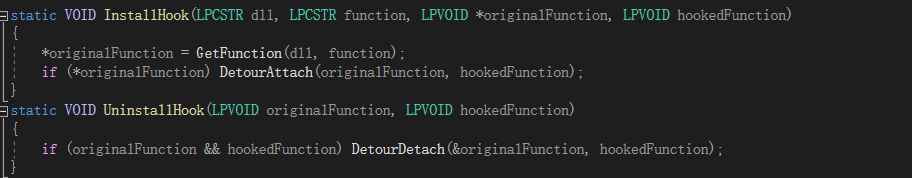 static VOID InstallHook(LPCSTR dll, LPCSTR function, LPVOID *originalFunction, LPVOID hookedFunction)
{
    *originalFunction = GetFunction(dll, function);
    if (*originalFunction) DetourAttach(originalFunction, hookedFunction);
}
static VOID UninstallHook(LPVOID originalFunction, LPVOID hookedFunction)
{
    if (originalFunction && hookedFunction) DetourDetach(&originalFunction, hookedFunction);
}